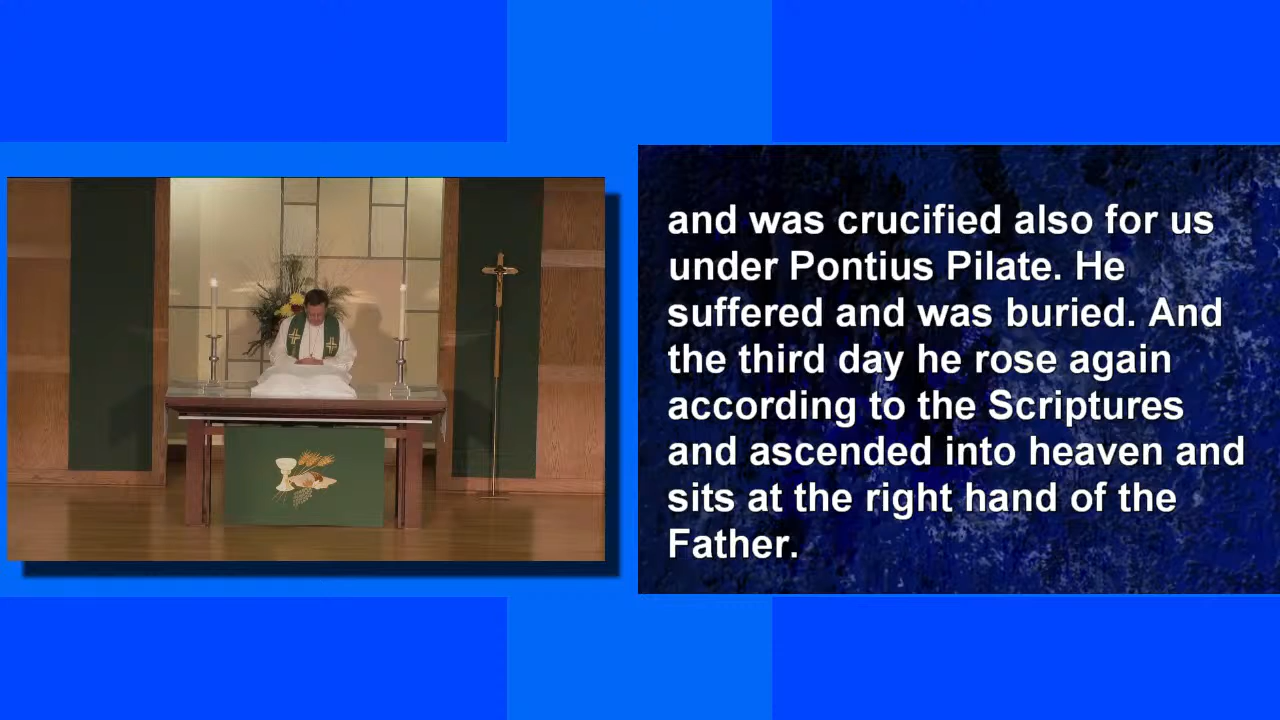 and was crucified also for us
under Pontius Pilate. He
suffered and was buried. And
the third day he rose again
according to the Scriptures
and ascended into heaven and
sits at the right hand of the
Father.